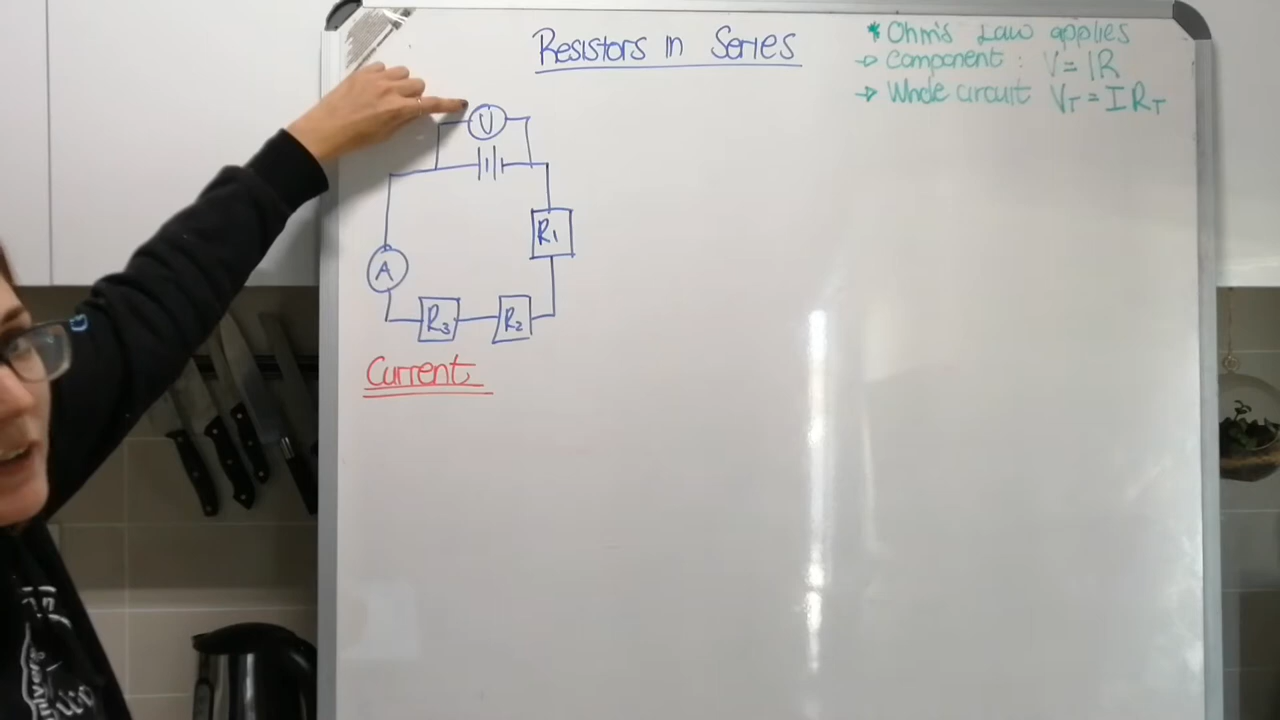 Resistors in Series
* Ohm's Law applies
→ Component : V = IR
→ Whole circuit V_T = I R_T
V
R1
A
R3
R2
Current